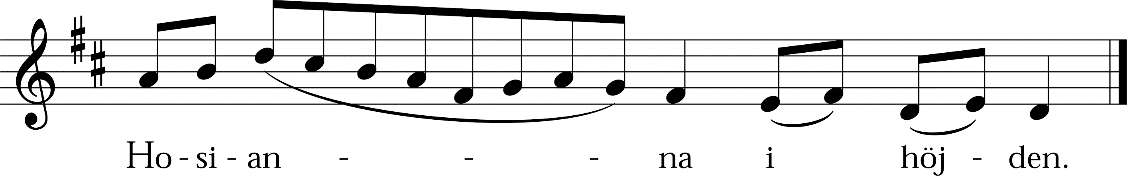 Ho - si - an - - - na i höj - den.